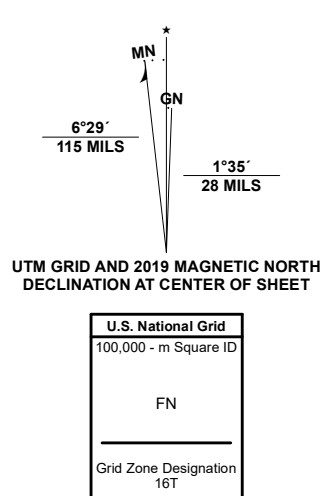 MN
GN
6°29´
115 MILS
1°35´
28 MILS
UTM GRID AND 2019 MAGNETIC NORTH
DECLINATION AT CENTER OF SHEET
U.S. National Grid
100,000 - m Square ID
FN
Grid Zone Designation
16T